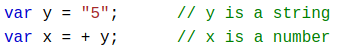 var y = "5";      // y is a string
var x = + y;      // x is a number